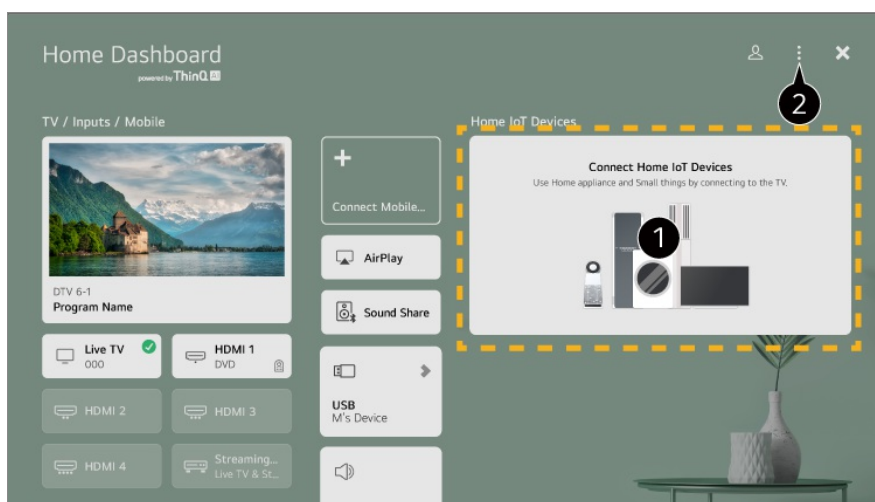 Home Dashboard
powered by ThinQ AI
2
TV / Inputs / Mobile
Home IoT Devices
DTV 6-1
Program Name
Live TV
000
HDMI 1
DVD
HDMI 2
HDMI 3
HDMI 4
Streaming...
Live TV & St...
Connect Mobile...
AirPlay
Sound Share
USB
M's Device
Connect Home IoT Devices
Use Home appliance and Small things by connecting to the TV.
1